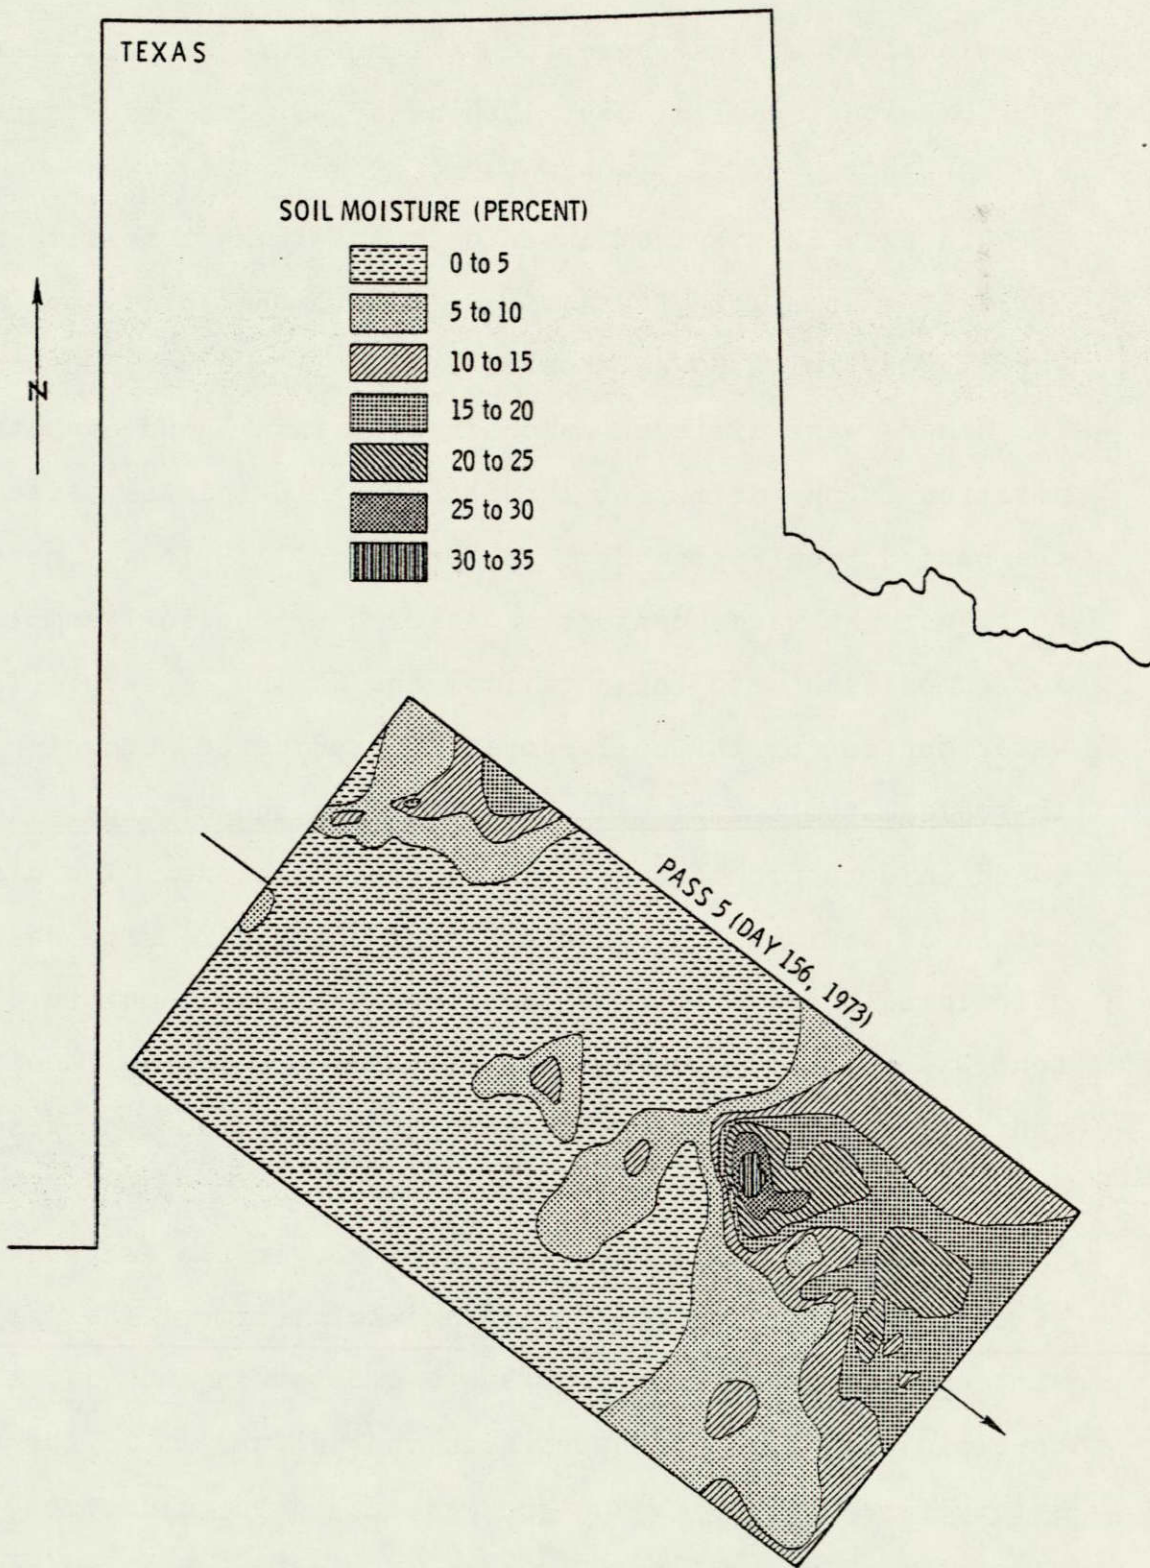 TEXAS
SOIL MOISTURE (PERCENT)
0 to 5
5 to 10
10 to 15
15 to 20
20 to 25
25 to 30
30 to 35
N
PASS 5 (DAY 156, 1973)